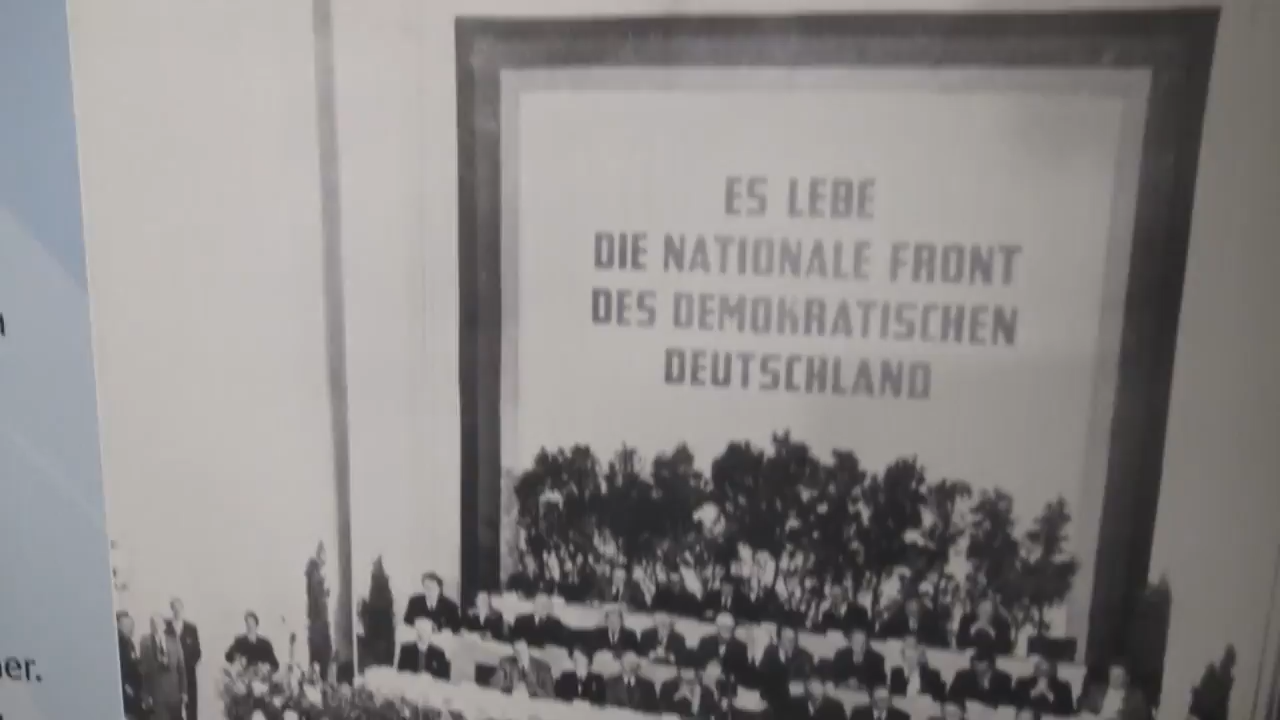 ES LEBE
DIE NATIONALE FRONT
DES DEMOKRATISCHEN
DEUTSCHLAND